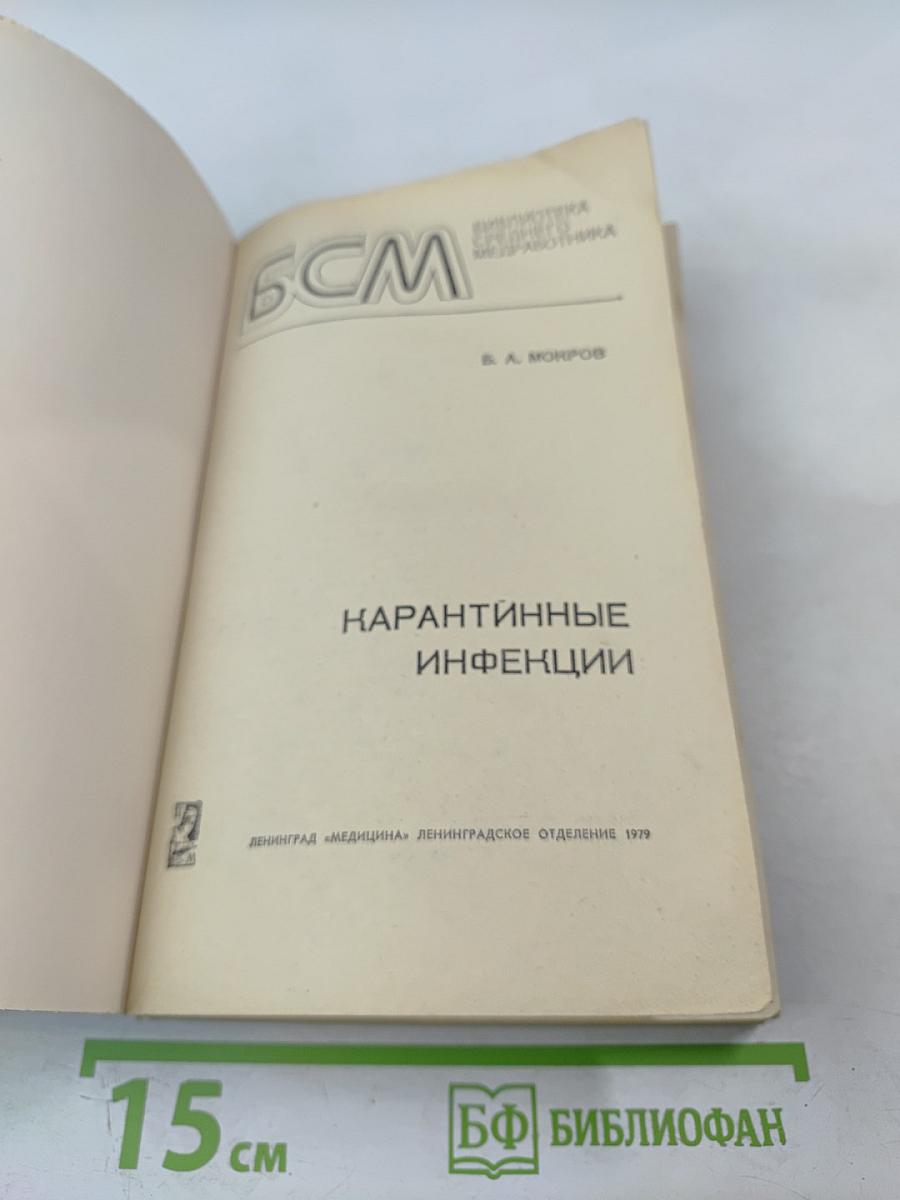 БСМ
БИБЛИОТЕКА
СРЕДНЕГО
МЕДРАБОТНИКА
Б. А. МОКРОВ
КАРАНТИННЫЕ
ИНФЕКЦИИ
ЛЕНИНГРАД «МЕДИЦИНА» ЛЕНИНГРАДСКОЕ ОТДЕЛЕНИЕ 1979
15 см
БФ БИБЛИОФАН